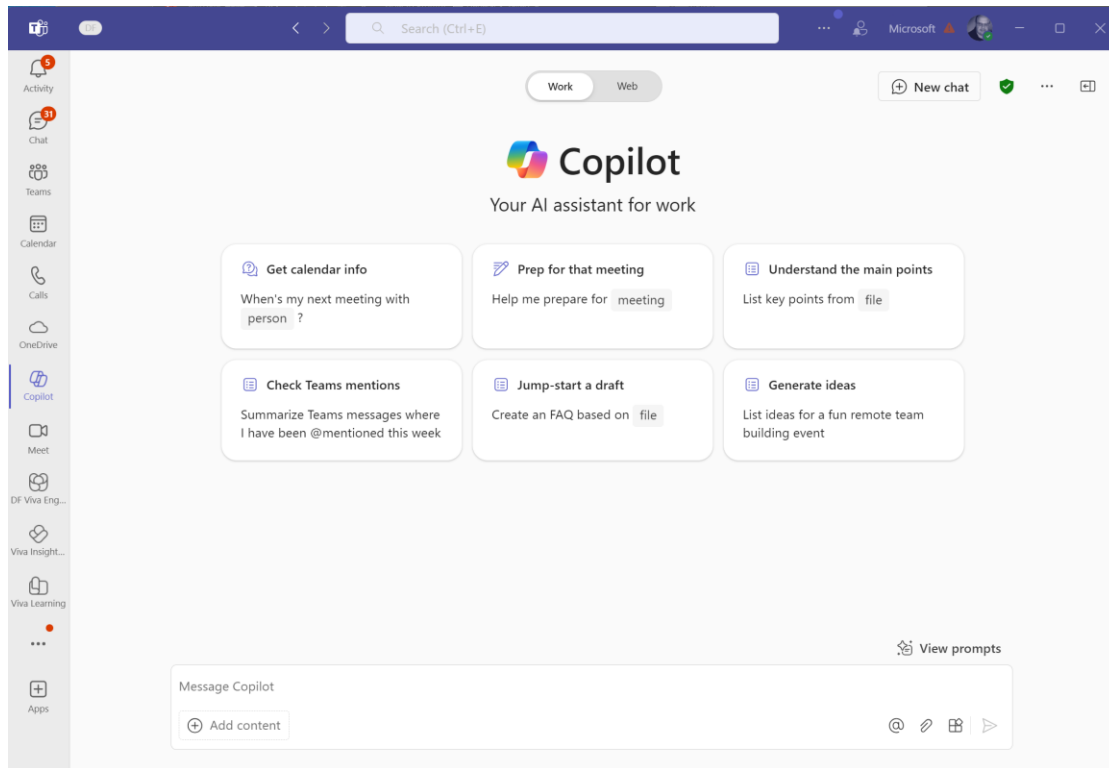 DF
Search (Ctrl+E)
Microsoft
5
Activity
31
Chat
Teams
Calendar
Calls
OneDrive
Copilot
Meet
DF Viva Eng...
Viva Insight...
Viva Learning
Apps
Work
Web
New chat
Copilot
Your AI assistant for work
Get calendar info
When's my next meeting with
person ?
Prep for that meeting
Help me prepare for meeting
Understand the main points
List key points from file
Check Teams mentions
Summarize Teams messages where
I have been @mentioned this week
Jump-start a draft
Create an FAQ based on file
Generate ideas
List ideas for a fun remote team
building event
View prompts
Message Copilot
Add content